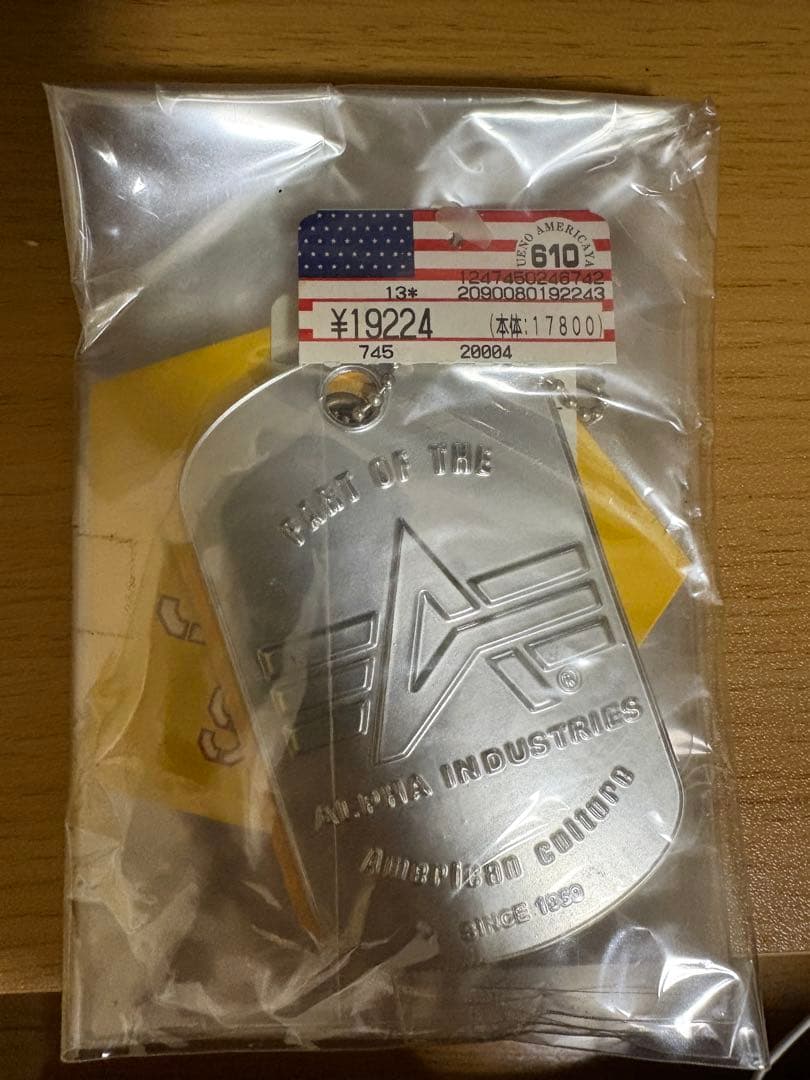 UENO AMERICAYA
610
1247450246742
13* 2090080192243
¥19224 (本体:17800)
745 20004
PART OF THE
®
ALPHA INDUSTRIES
American culture
SINCE 1959